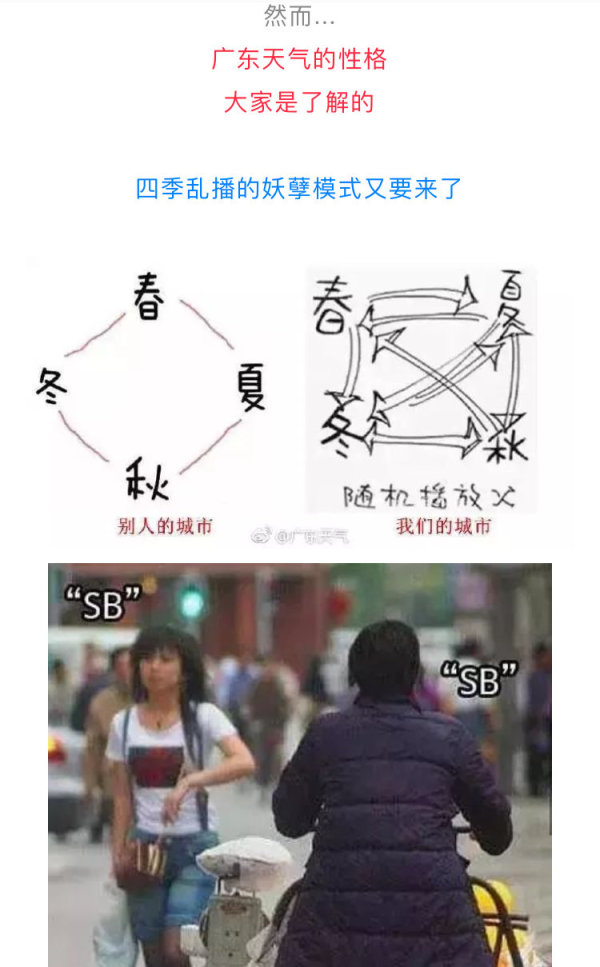 然而...
广东天气的性格
大家是了解的
四季乱播的妖孽模式又要来了
春
冬
夏
秋
别人的城市
春
夏
冬
秋
随机播放
我们的城市
@广东天气
“SB”
“SB”